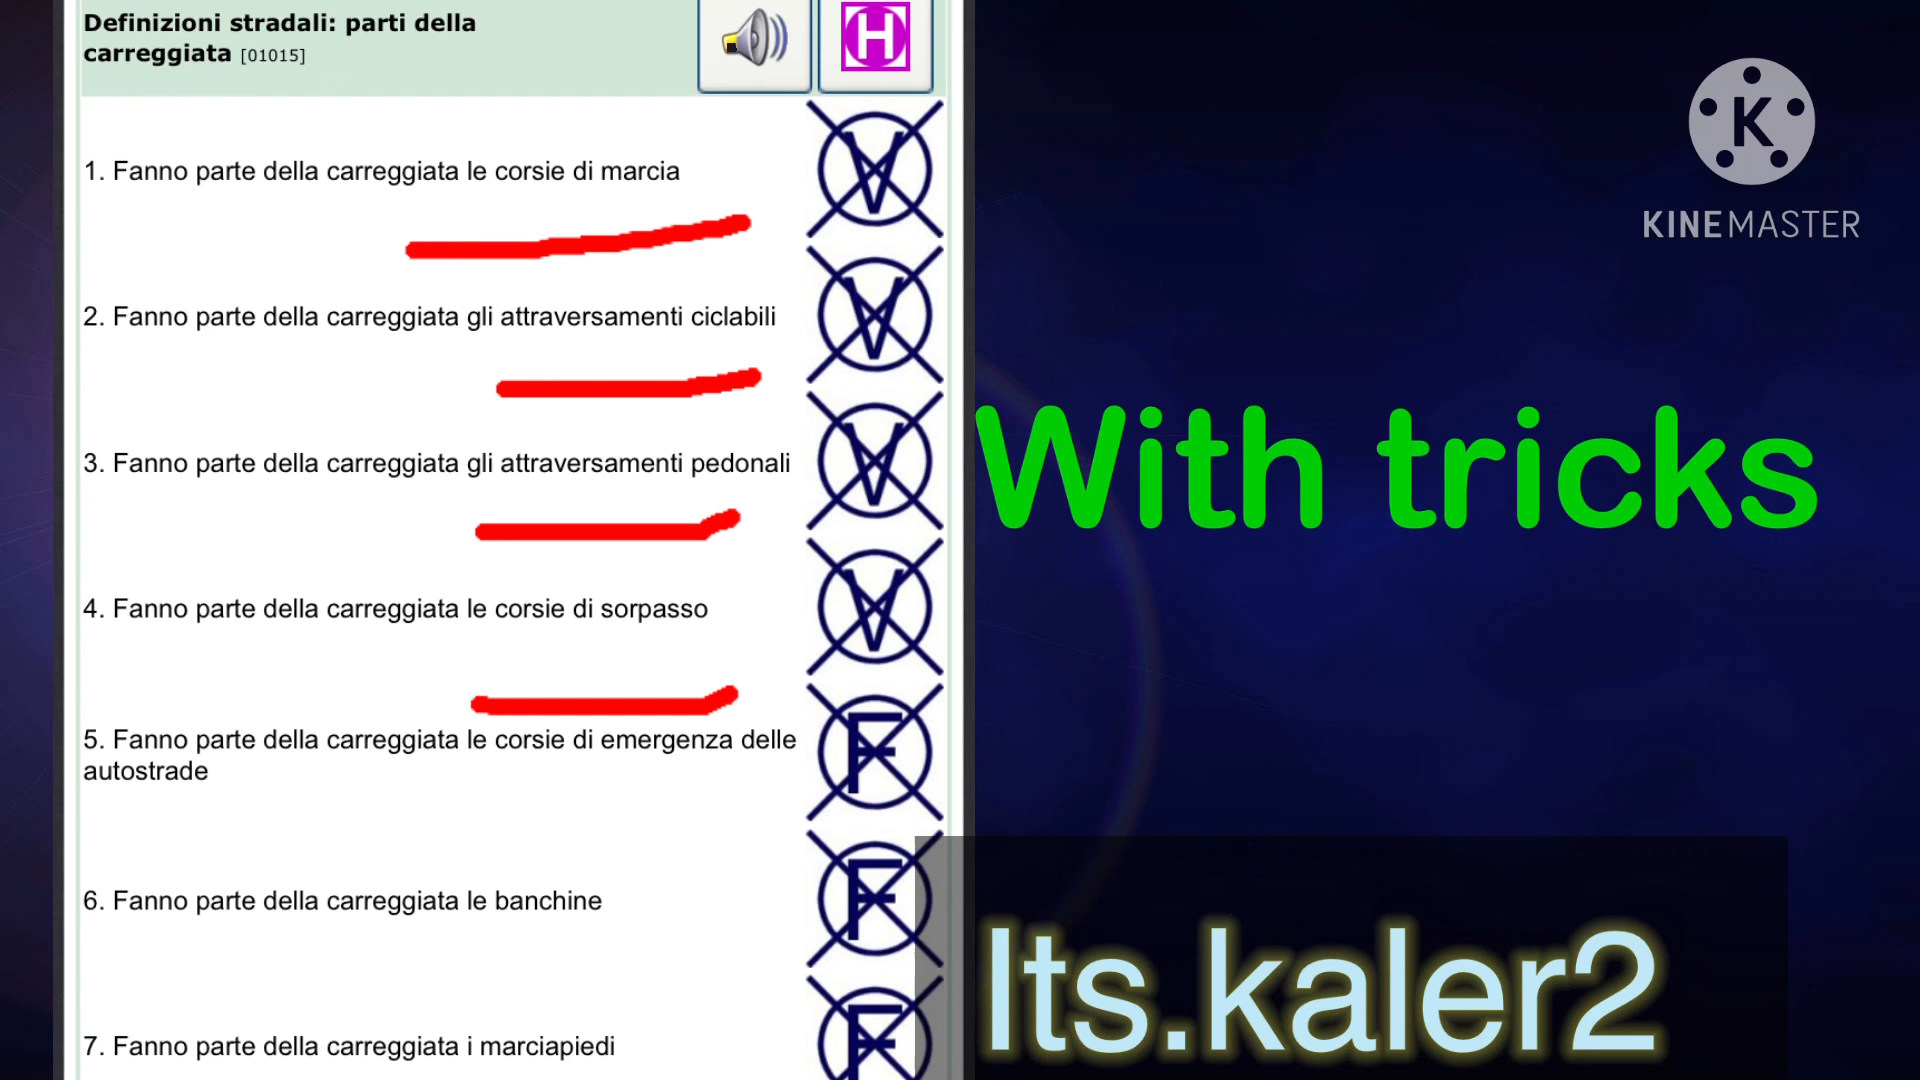 Definizioni stradali: parti della
carreggiata [01015]
H
1. Fanno parte della carreggiata le corsie di marcia
V
2. Fanno parte della carreggiata gli attraversamenti ciclabili
V
3. Fanno parte della carreggiata gli attraversamenti pedonali
V
4. Fanno parte della carreggiata le corsie di sorpasso
V
5. Fanno parte della carreggiata le corsie di emergenza delle
autostrade
F
6. Fanno parte della carreggiata le banchine
F
7. Fanno parte della carreggiata i marciapiedi
F
K
KINEMASTER
With tricks
Its.kaler2